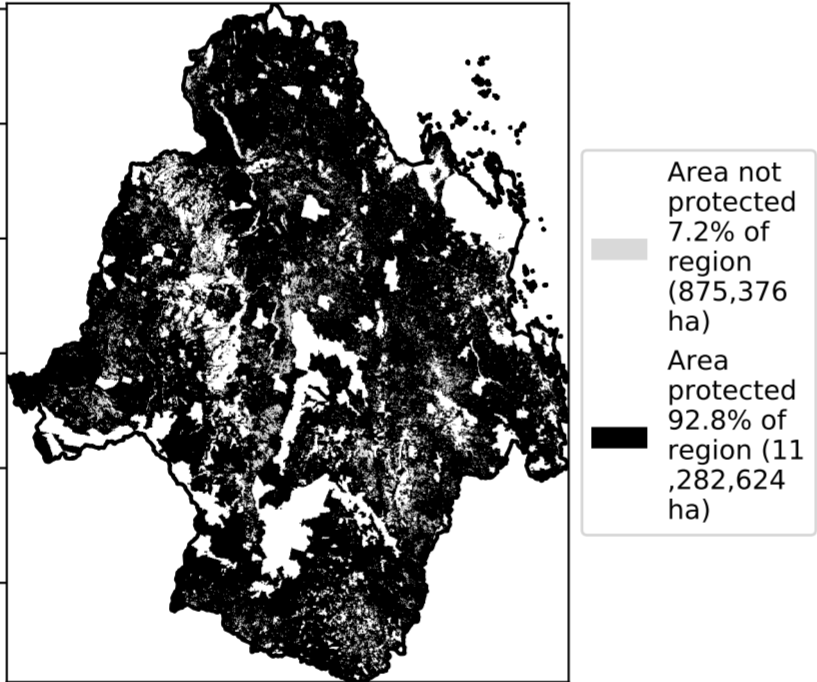 Area not
protected
7.2% of
region
(875,376
ha)
Area
protected
92.8% of
region (11
,282,624
ha)